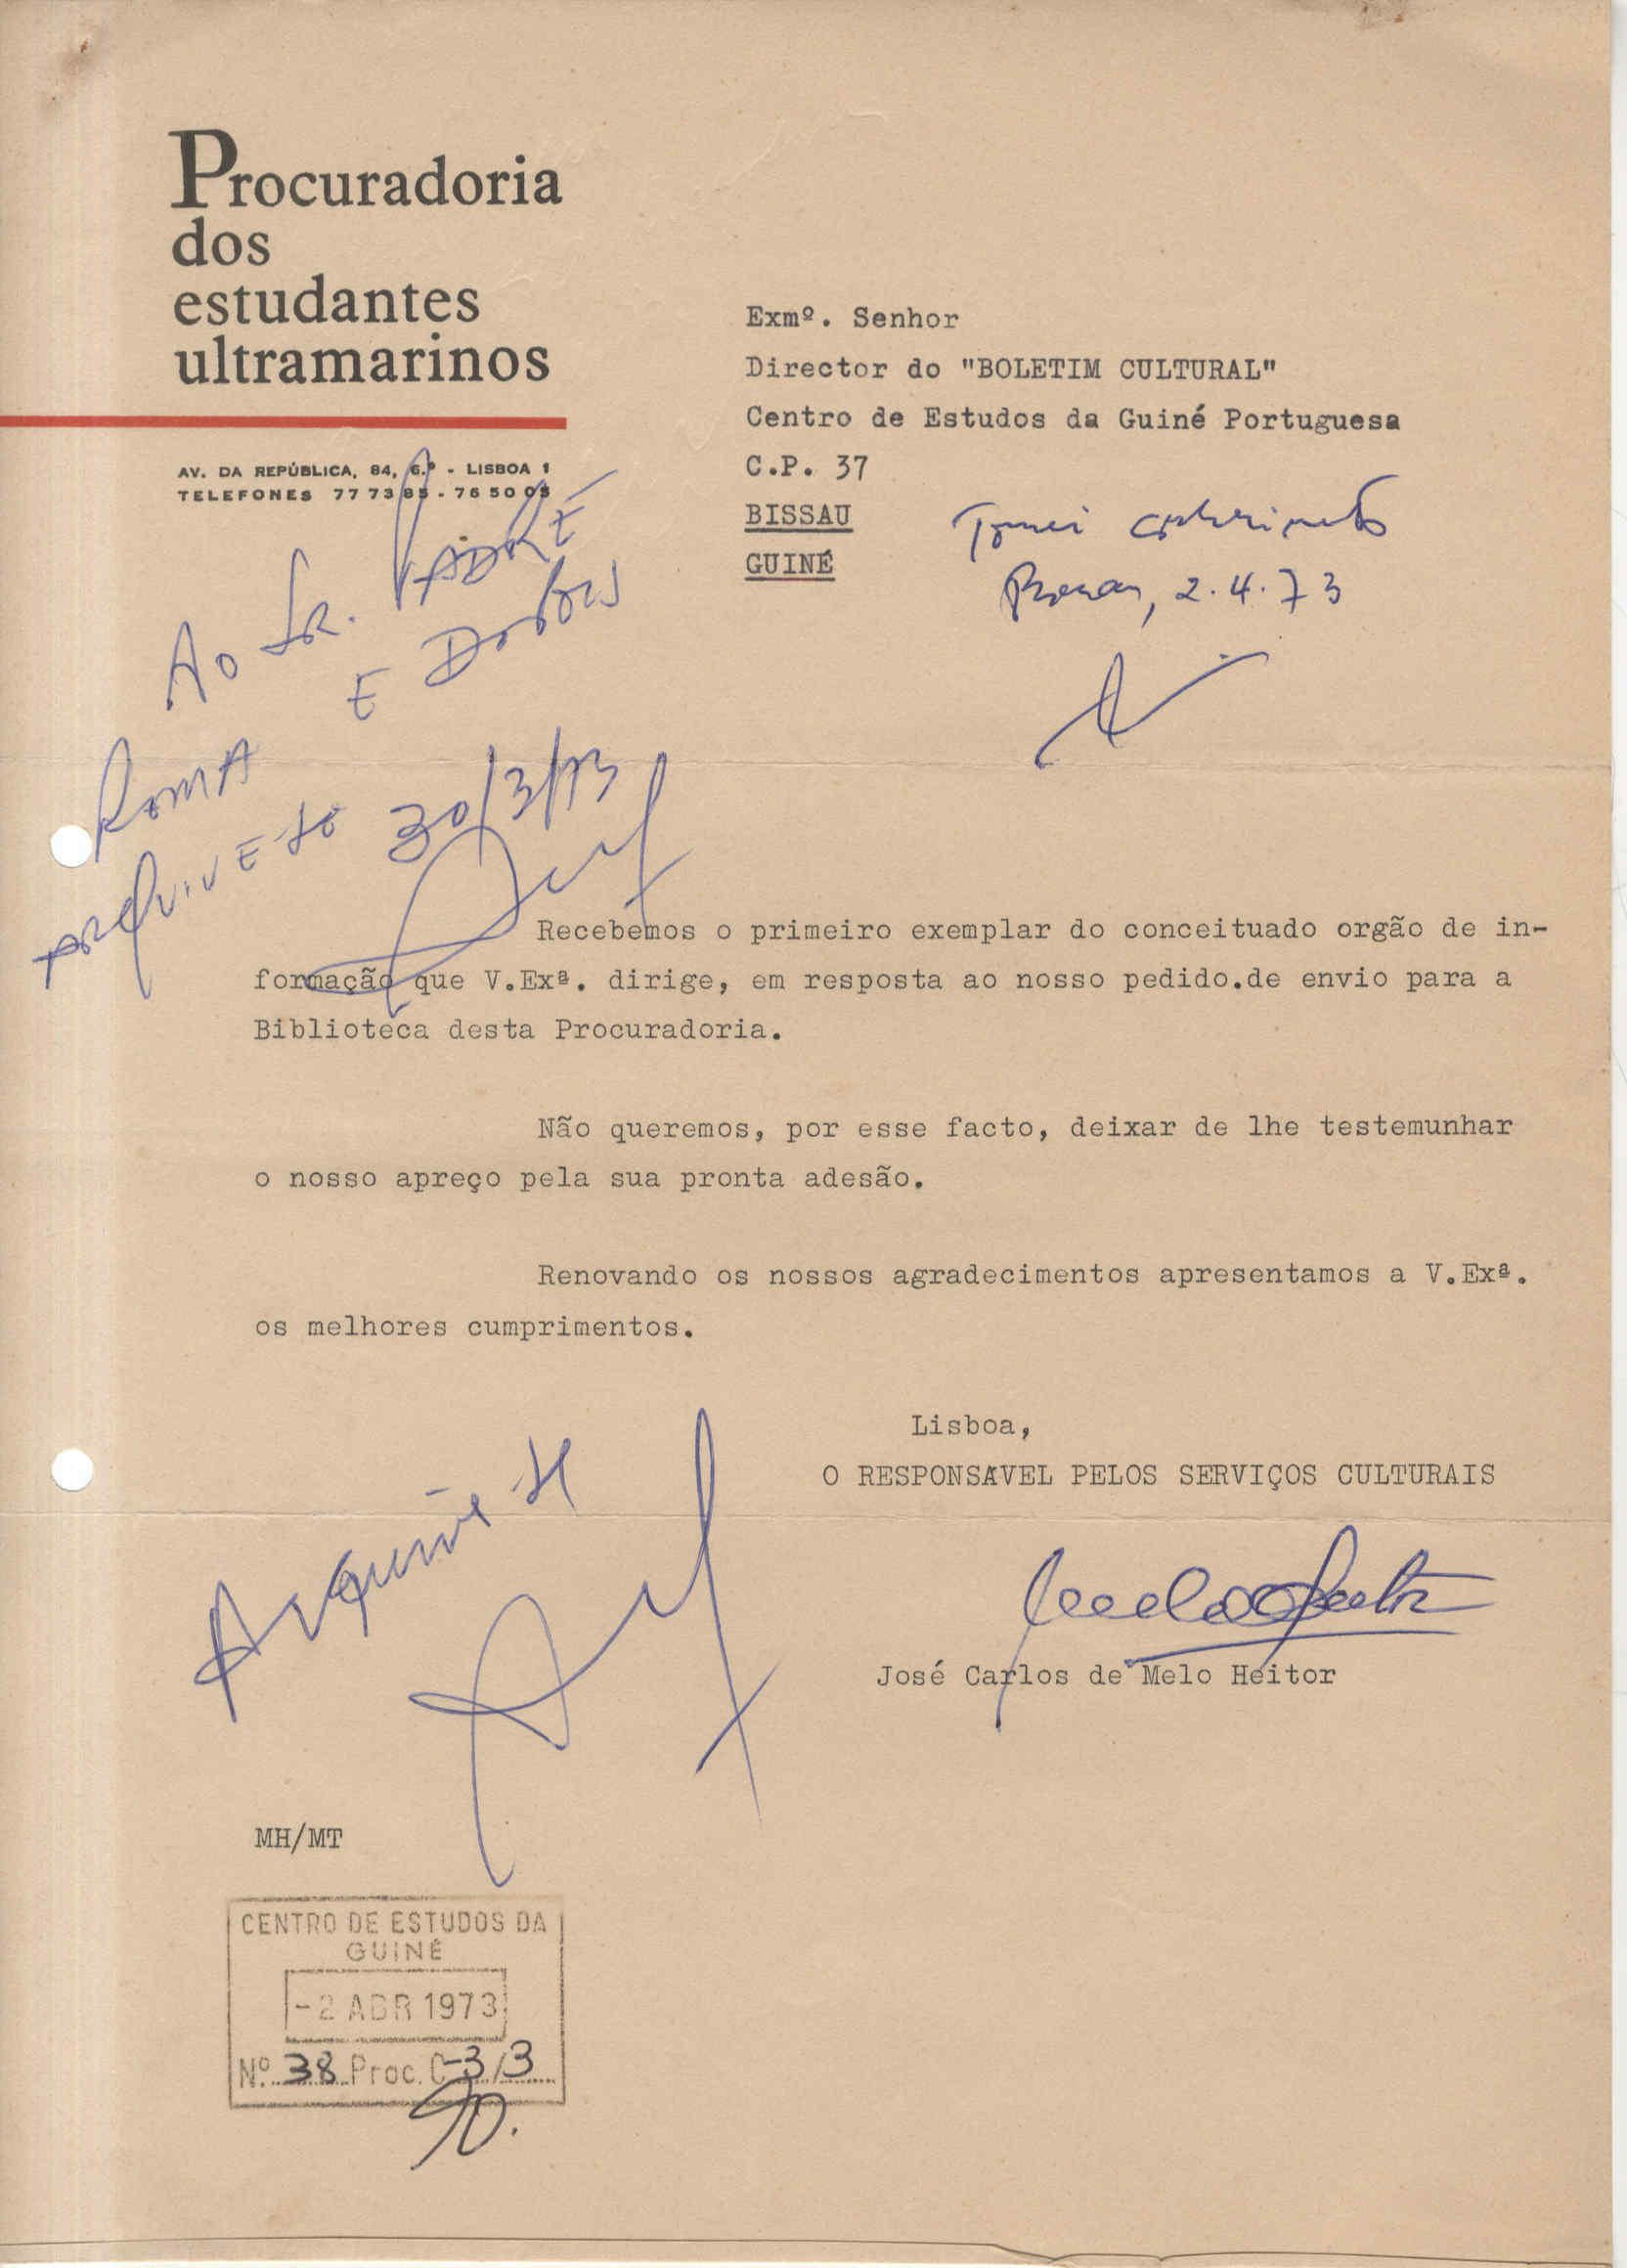 Procuradoria
dos
estudantes
ultramarinos
AV. DA REPÚBLICA, 84, 6.º - LISBOA 1
TELEFONES 77 73 85 - 76 50 05
Exmº. Senhor
Director do "BOLETIM CULTURAL"
Centro de Estudos da Guiné Portuguesa
C.P. 37
BISSAU
GUINÉ
Tomei conhecimento
2.4.73
AO SR. PADRE
E
ROMA
ARQUIVE-SE 30/3/73
Recebemos o primeiro exemplar do conceituado orgão de in-
formação que V.Exª. dirige, em resposta ao nosso pedido.de envio para a
Biblioteca desta Procuradoria.
Não queremos, por esse facto, deixar de lhe testemunhar
o nosso apreço pela sua pronta adesão.
Renovando os nossos agradecimentos apresentamos a V.Exª.
os melhores cumprimentos.
Lisboa,
O RESPONSAVEL PELOS SERVIÇOS CULTURAIS
Arquive-se
José Carlos de Melo Heitor
MH/MT
CENTRO DE ESTUDOS DA
GUINÉ
-2 ABR 1973
Nº. 38 Proc. C-3/3